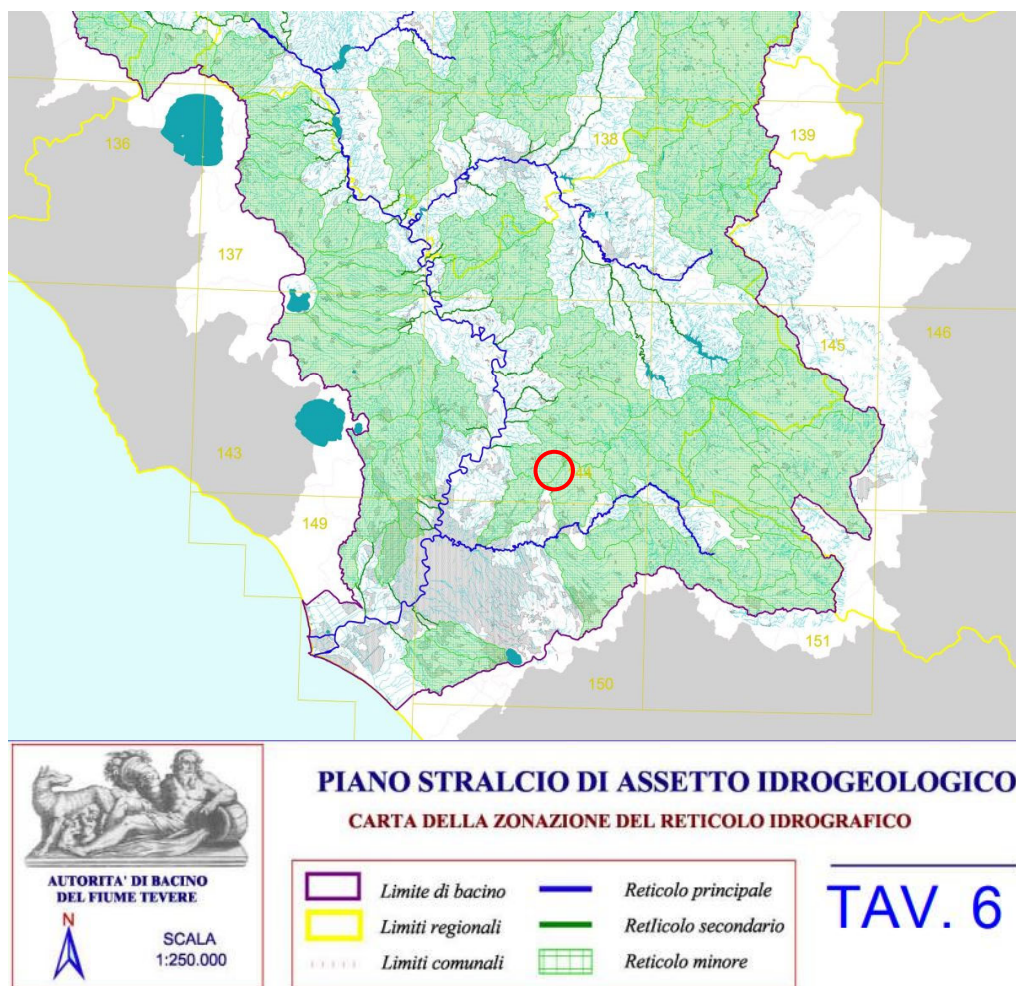 136
139
138
137
145
146
143
149
151
150
PIANO STRALCIO DI ASSETTO IDROGEOLOGICO
CARTA DELLA ZONAZIONE DEL RETICOLO IDROGRAFICO
AUTORITA' DI BACINO
DEL FIUME TEVERE
N
SCALA
1:250.000
Limite di bacino
Reticolo principale
Limiti regionali
Retlicolo secondario
Limiti comunali
Reticolo minore
TAV. 6